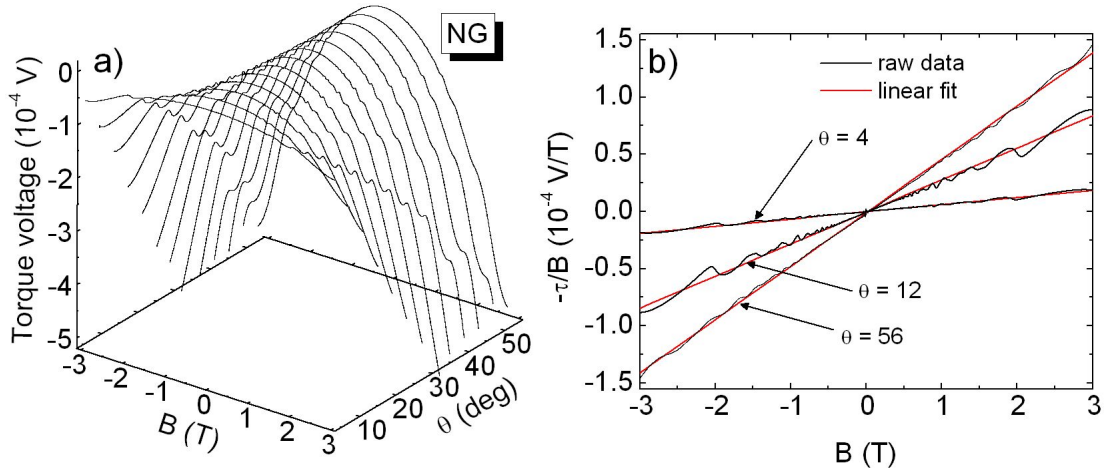 a)
NG
Torque voltage (10⁻⁴ V)
0
-1
-2
-3
-4
-5
-3 -2 -1 0 1 2 3
B (T)
10 20 30 40 50
θ (deg)
b)
raw data
linear fit
θ = 4
θ = 12
θ = 56
-τ/B (10⁻⁴ V/T)
1.5
1.0
0.5
0.0
-0.5
-1.0
-1.5
-3 -2 -1 0 1 2 3
B (T)